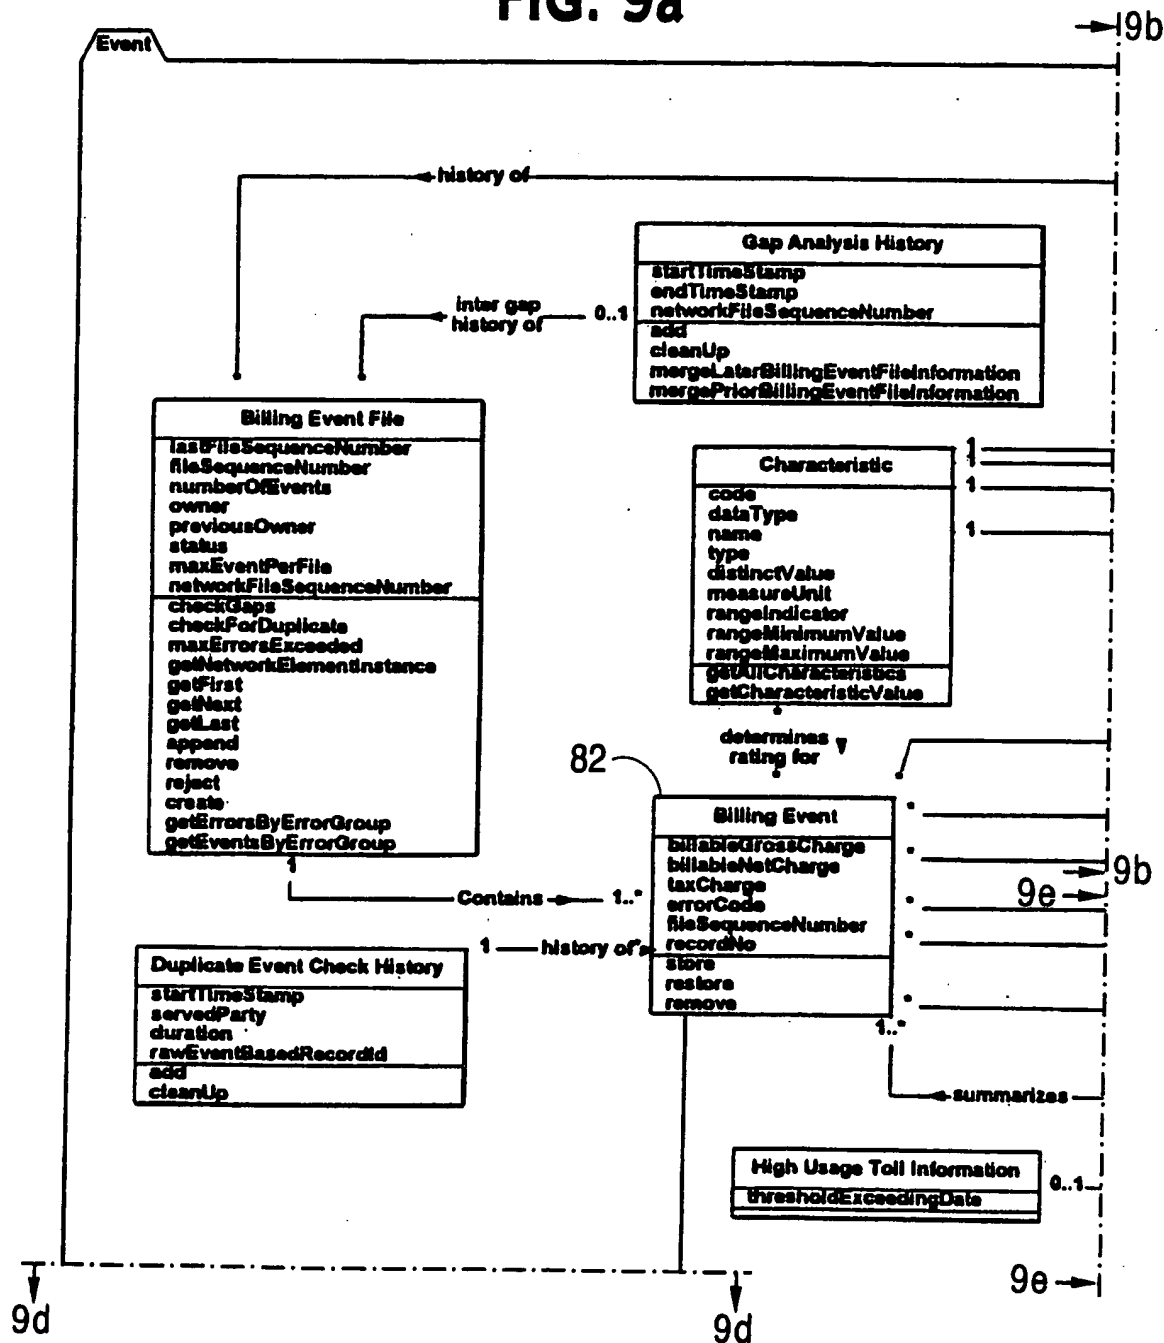 FIG. 9a
9b
Event
history of
Gap Analysis History
startTimeStamp
endTimeStamp
networkFileSequenceNumber
add
cleanUp
mergeLaterBillingEventFileInformation
mergePriorBillingEventFileInformation
inter gap
history of
0..1
*
*
Billing Event File
lastFileSequenceNumber
fileSequenceNumber
numberOfEvents
owner
previousOwner
status
maxEventPerFile
networkFileSequenceNumber
checkGaps
checkForDuplicate
maxErrorsExceeded
getNetworkElementInstance
getFirst
getNext
getLast
append
remove
reject
create
getErrorsByErrorGroup
getEventsByErrorGroup
1
Characteristic
code
dataType
name
type
distinctValue
measureUnit
rangeIndicator
rangeMinimumValue
rangeMaximumValue
getAllCharacteristics
getCharacteristicValue
1
1
1
1
*
determines
rating for
*
*
82
Billing Event
billableGrossCharge
billableNetCharge
taxCharge
errorCode
fileSequenceNumber
recordNo
store
restore
remove
*
*
*
*
*
9b
9e
Contains
1..*
1
history of
*
Duplicate Event Check History
startTimeStamp
servedParty
duration
rawEventBasedRecordId
add
cleanUp
1..*
summarizes
High Usage Toll Information
thresholdExceedingDate
0..1
9e
9d
9d